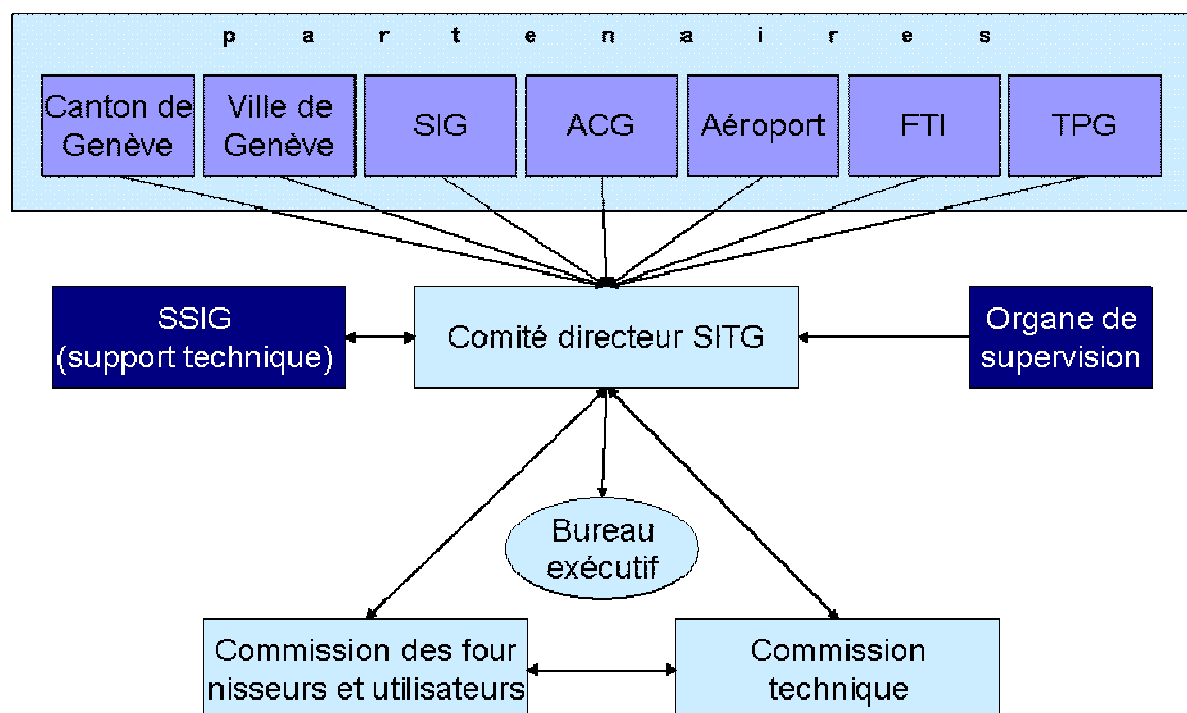 p a r t e n a i r e s
Canton de
Genève
Ville de
Genève
SIG
ACG
Aéroport
FTI
TPG
SSIG
(support technique)
Comité directeur SITG
Organe de
supervision
Bureau
exécutif
Commission des four
nisseurs et utilisateurs
Commission
technique